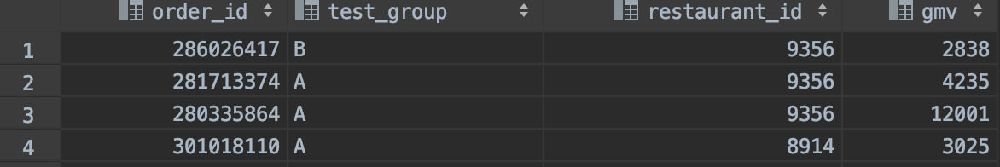 order_id test_group restaurant_id gmv
1 286026417 B 9356 2838
2 281713374 A 9356 4235
3 280335864 A 9356 12001
4 301018110 A 8914 3025